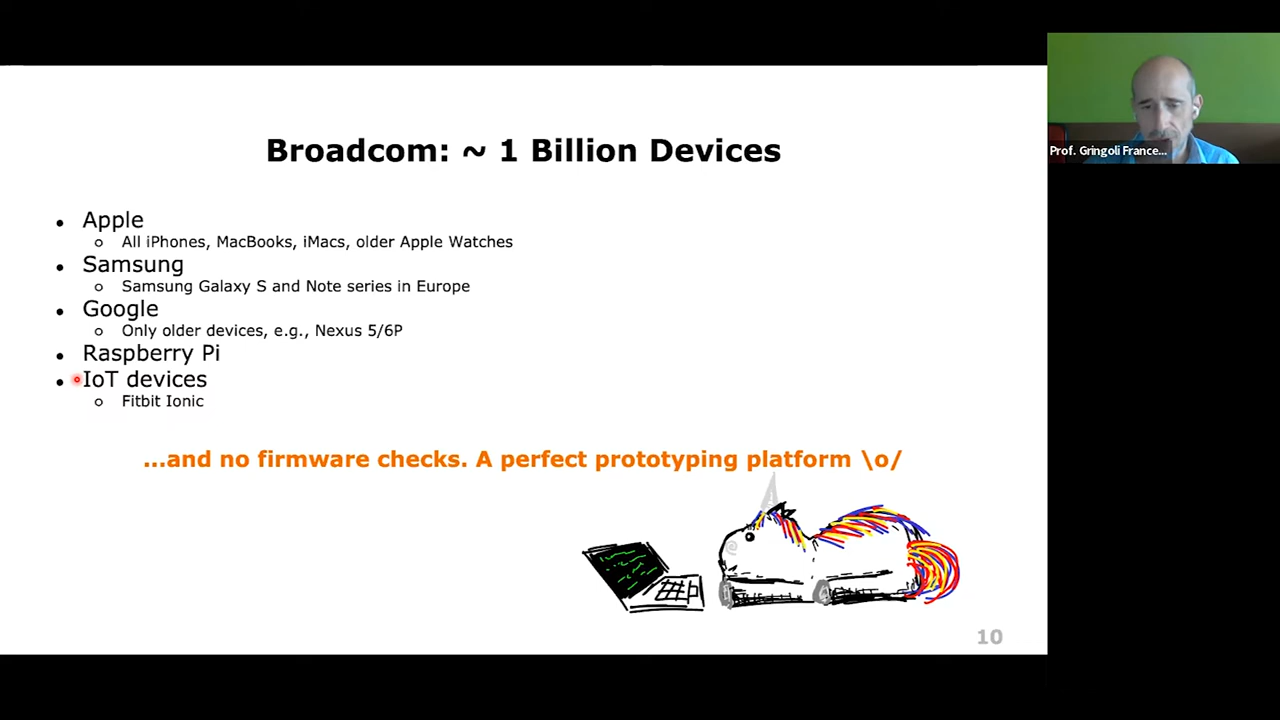 Broadcom: ~ 1 Billion Devices
Prof. Gringoli France...
• Apple
o All iPhones, MacBooks, iMacs, older Apple Watches
• Samsung
o Samsung Galaxy S and Note series in Europe
• Google
o Only older devices, e.g., Nexus 5/6P
• Raspberry Pi
• IoT devices
o Fitbit Ionic
...and no firmware checks. A perfect prototyping platform \o/
10